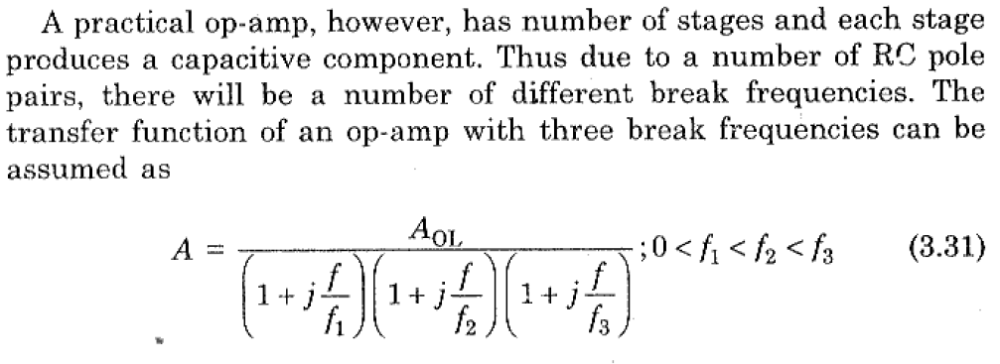 A practical op-amp, however, has number of stages and each stage
produces a capacitive component. Thus due to a number of RC pole
pairs, there will be a number of different break frequencies. The
transfer function of an op-amp with three break frequencies can be
assumed as
A = \frac{A_{OL}}{\left(1 + j\frac{f}{f_1}\right)\left(1 + j\frac{f}{f_2}\right)\left(1 + j\frac{f}{f_3}\right)} ; 0 < f_1 < f_2 < f_3 (3.31)